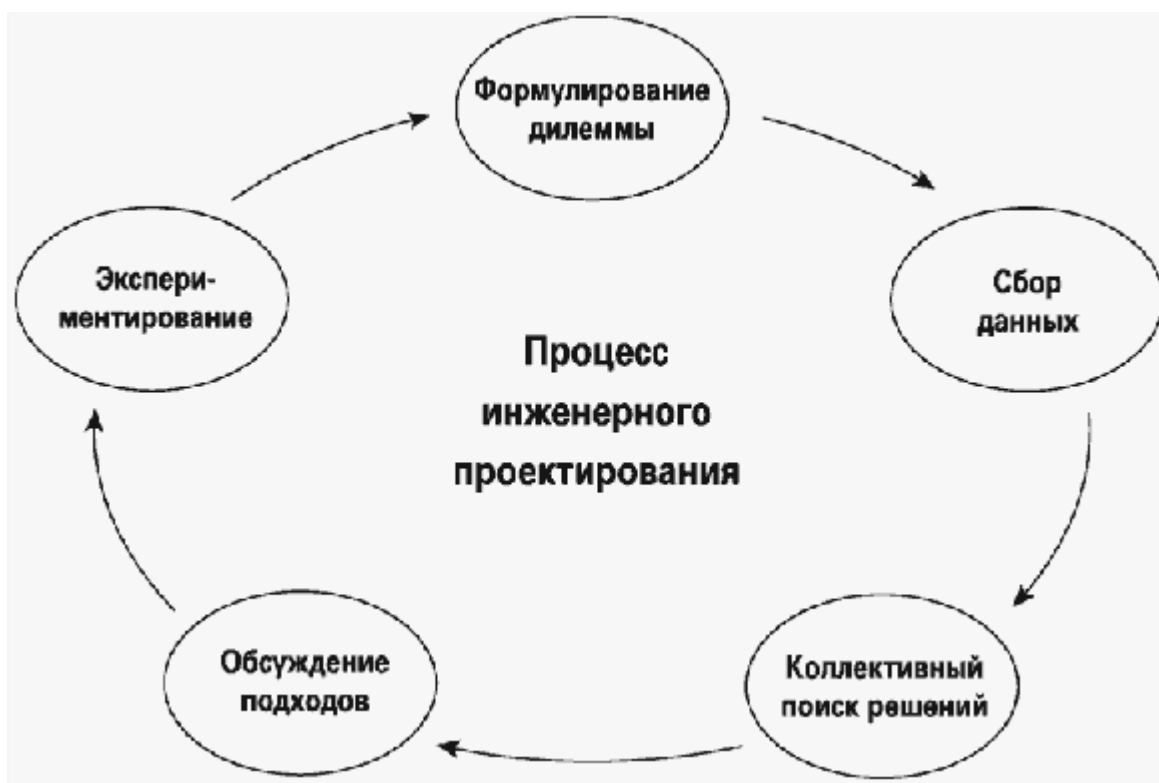 Формулирование
дилеммы
Экспери-
ментирование
Сбор
данных
Процесс
инженерного
проектирования
Обсуждение
подходов
Коллективный
поиск решений